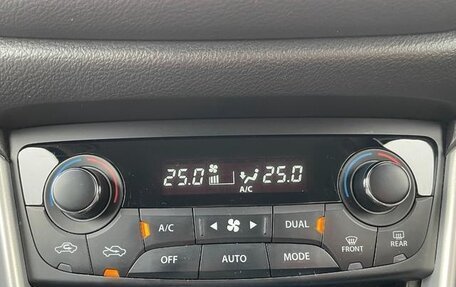 25.0 25.0
A/C
A/C DUAL
OFF AUTO MODE FRONT REAR